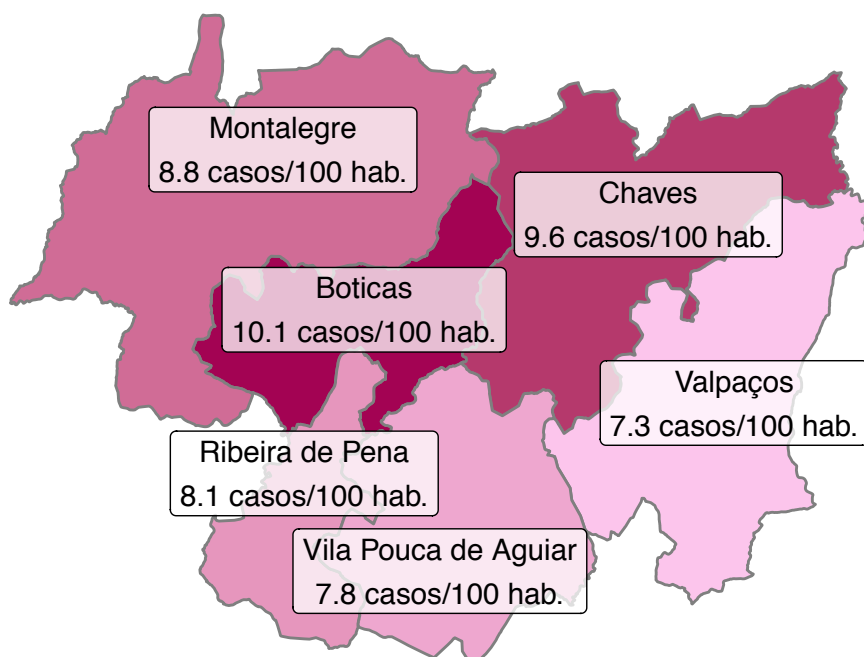 Montalegre
8.8 casos/100 hab.
Chaves
9.6 casos/100 hab.
Boticas
10.1 casos/100 hab.
Valpaços
7.3 casos/100 hab.
Ribeira de Pena
8.1 casos/100 hab.
Vila Pouca de Aguiar
7.8 casos/100 hab.